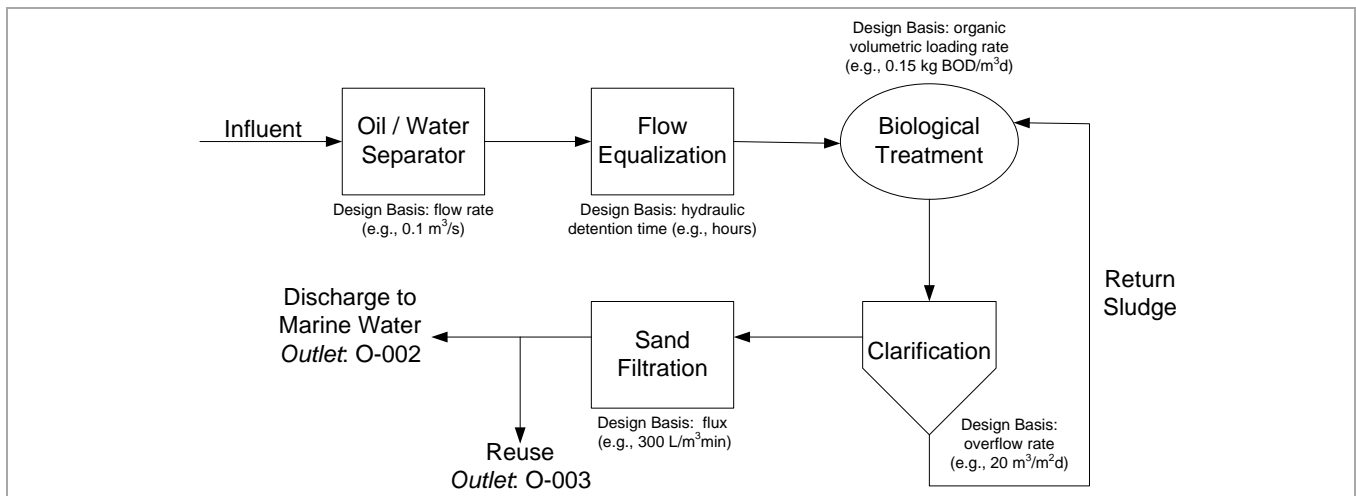 Design Basis: organic
volumetric loading rate
(e.g., 0.15 kg BOD/m³d)
Influent
Oil / Water
Separator
Flow
Equalization
Biological
Treatment
Design Basis: flow rate
(e.g., 0.1 m³/s)
Design Basis: hydraulic
detention time (e.g., hours)
Return
Sludge
Discharge to
Marine Water
Outlet: O-002
Sand
Filtration
Clarification
Design Basis: flux
(e.g., 300 L/m³min)
Design Basis:
overflow rate
(e.g., 20 m³/m²d)
Reuse
Outlet: O-003